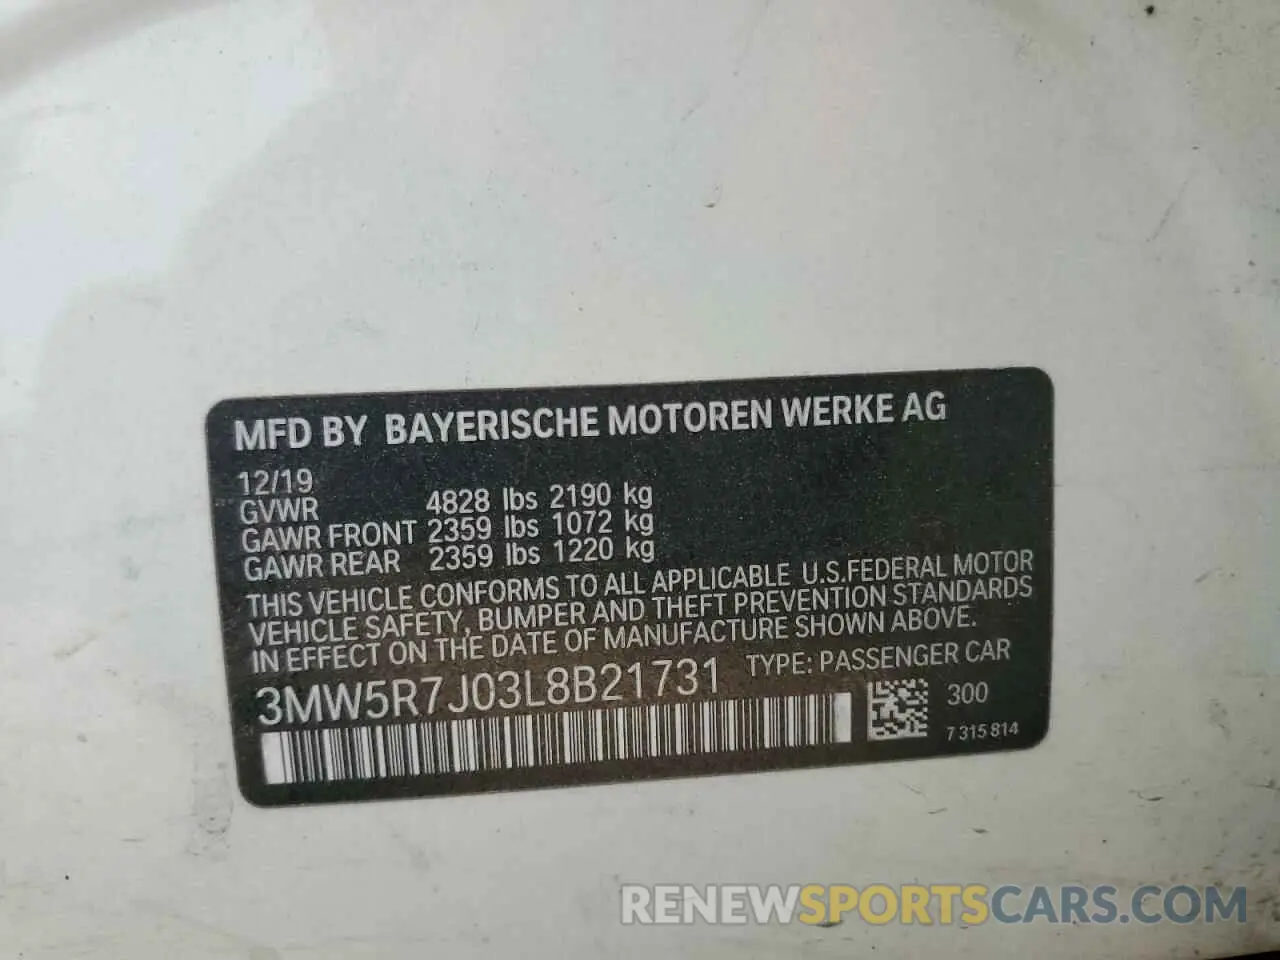 MFD BY BAYERISCHE MOTOREN WERKE AG
12/19
GVWR 4828 lbs 2190 kg
GAWR FRONT 2359 lbs 1072 kg
GAWR REAR 2359 lbs 1220 kg
THIS VEHICLE CONFORMS TO ALL APPLICABLE U.S.FEDERAL MOTOR
VEHICLE SAFETY, BUMPER AND THEFT PREVENTION STANDARDS
IN EFFECT ON THE DATE OF MANUFACTURE SHOWN ABOVE.
3MW5R7J03L8B21731 TYPE: PASSENGER CAR
300
7 315 814
RENEWSPORTSCARS.COM